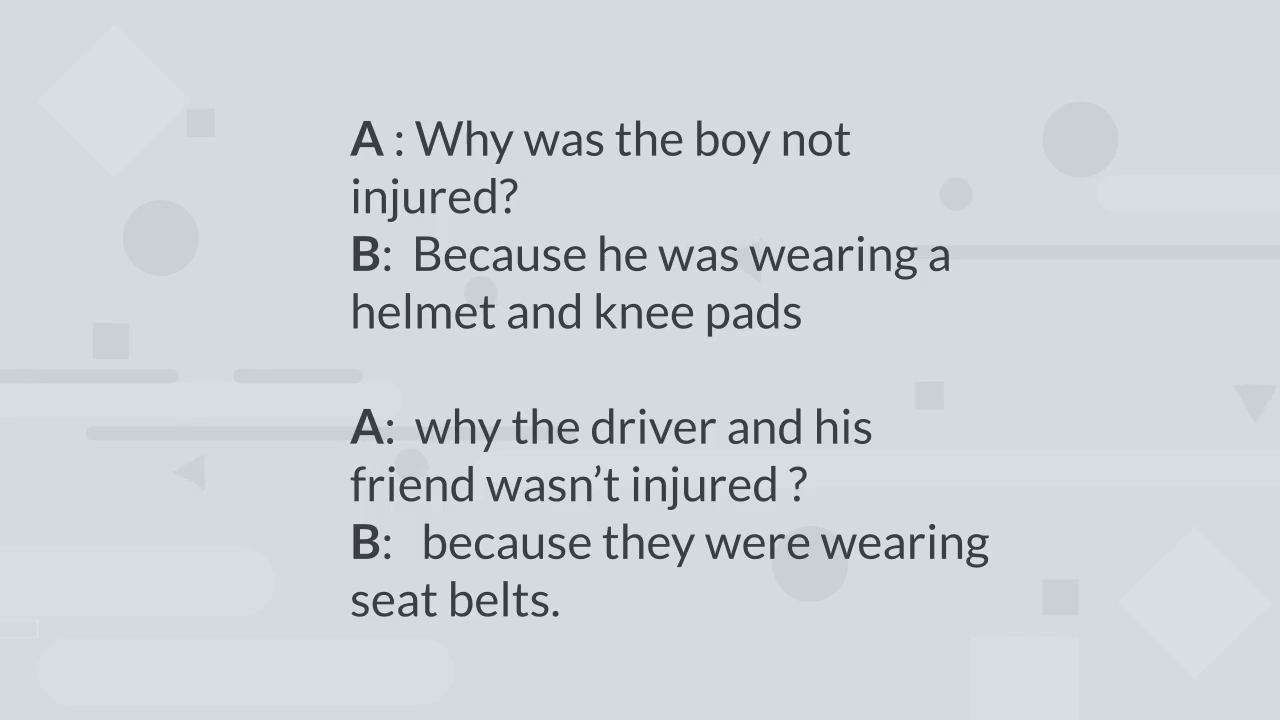 A : Why was the boy not
injured?
B:  Because he was wearing a
helmet and knee pads

A:  why the driver and his
friend wasn’t injured ?
B:   because they were wearing
seat belts.